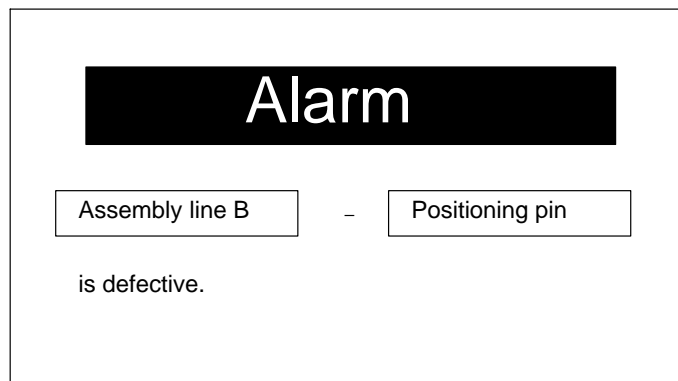 Alarm
Assembly line B – Positioning pin
is defective.